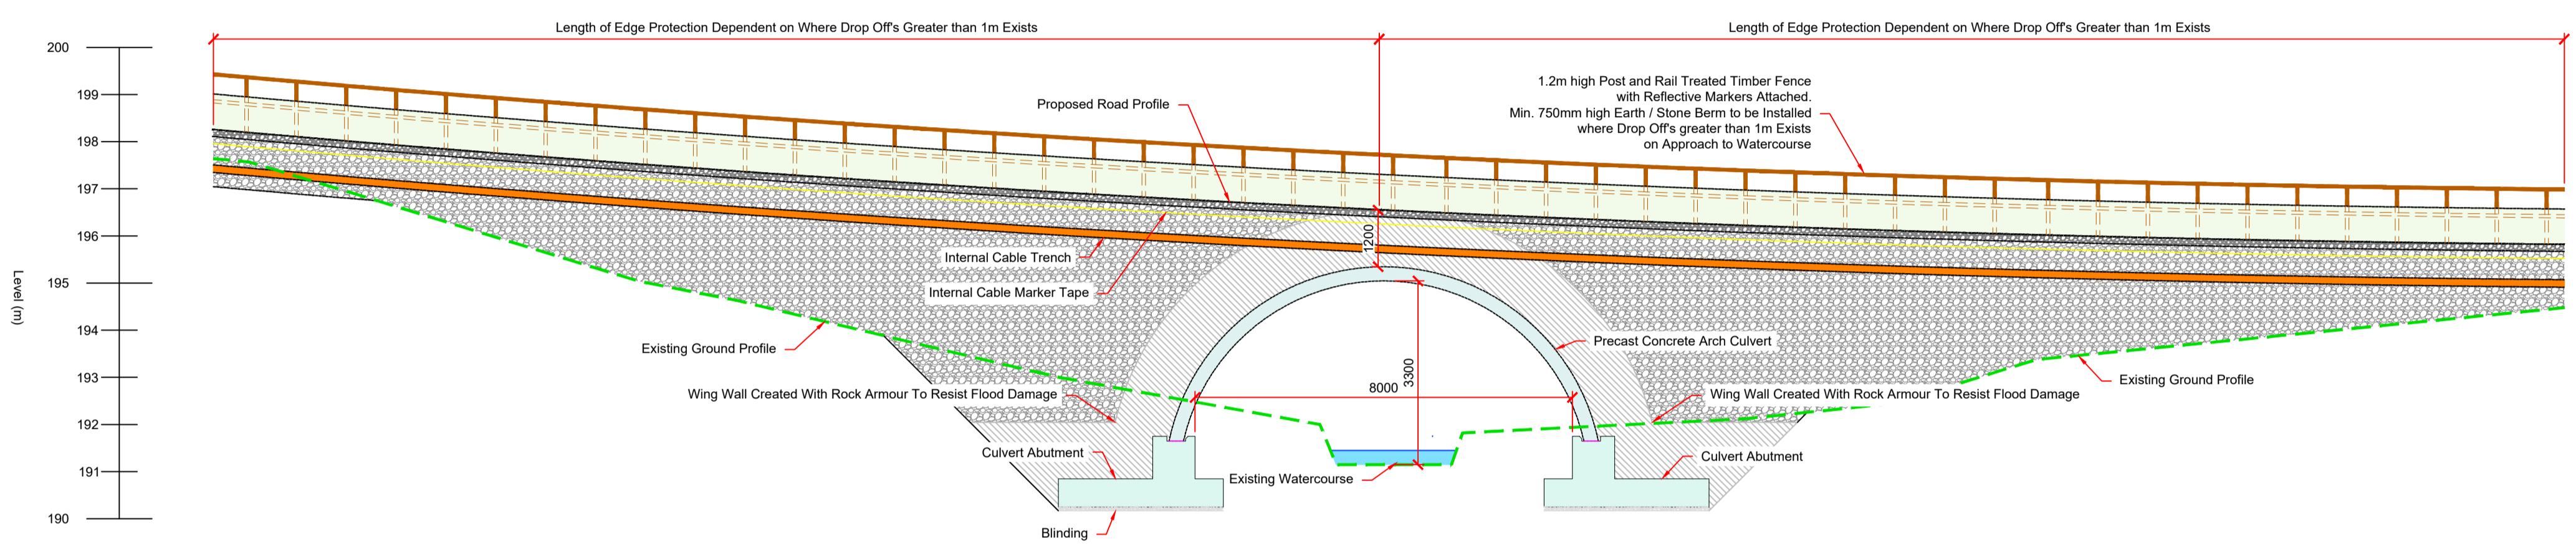 Length of Edge Protection Dependent on Where Drop Off's Greater than 1m Exists
Length of Edge Protection Dependent on Where Drop Off's Greater than 1m Exists
200
199
198
197
196
195
194
193
192
191
190
Level (m)
1.2m high Post and Rail Treated Timber Fence
with Reflective Markers Attached.
Min. 750mm high Earth / Stone Berm to be Installed
where Drop Off's greater than 1m Exists
on Approach to Watercourse
Proposed Road Profile
1200
Internal Cable Trench
Internal Cable Marker Tape
Existing Ground Profile
Precast Concrete Arch Culvert
3300
8000
Existing Ground Profile
Wing Wall Created With Rock Armour To Resist Flood Damage
Wing Wall Created With Rock Armour To Resist Flood Damage
Culvert Abutment
Culvert Abutment
Existing Watercourse
Blinding